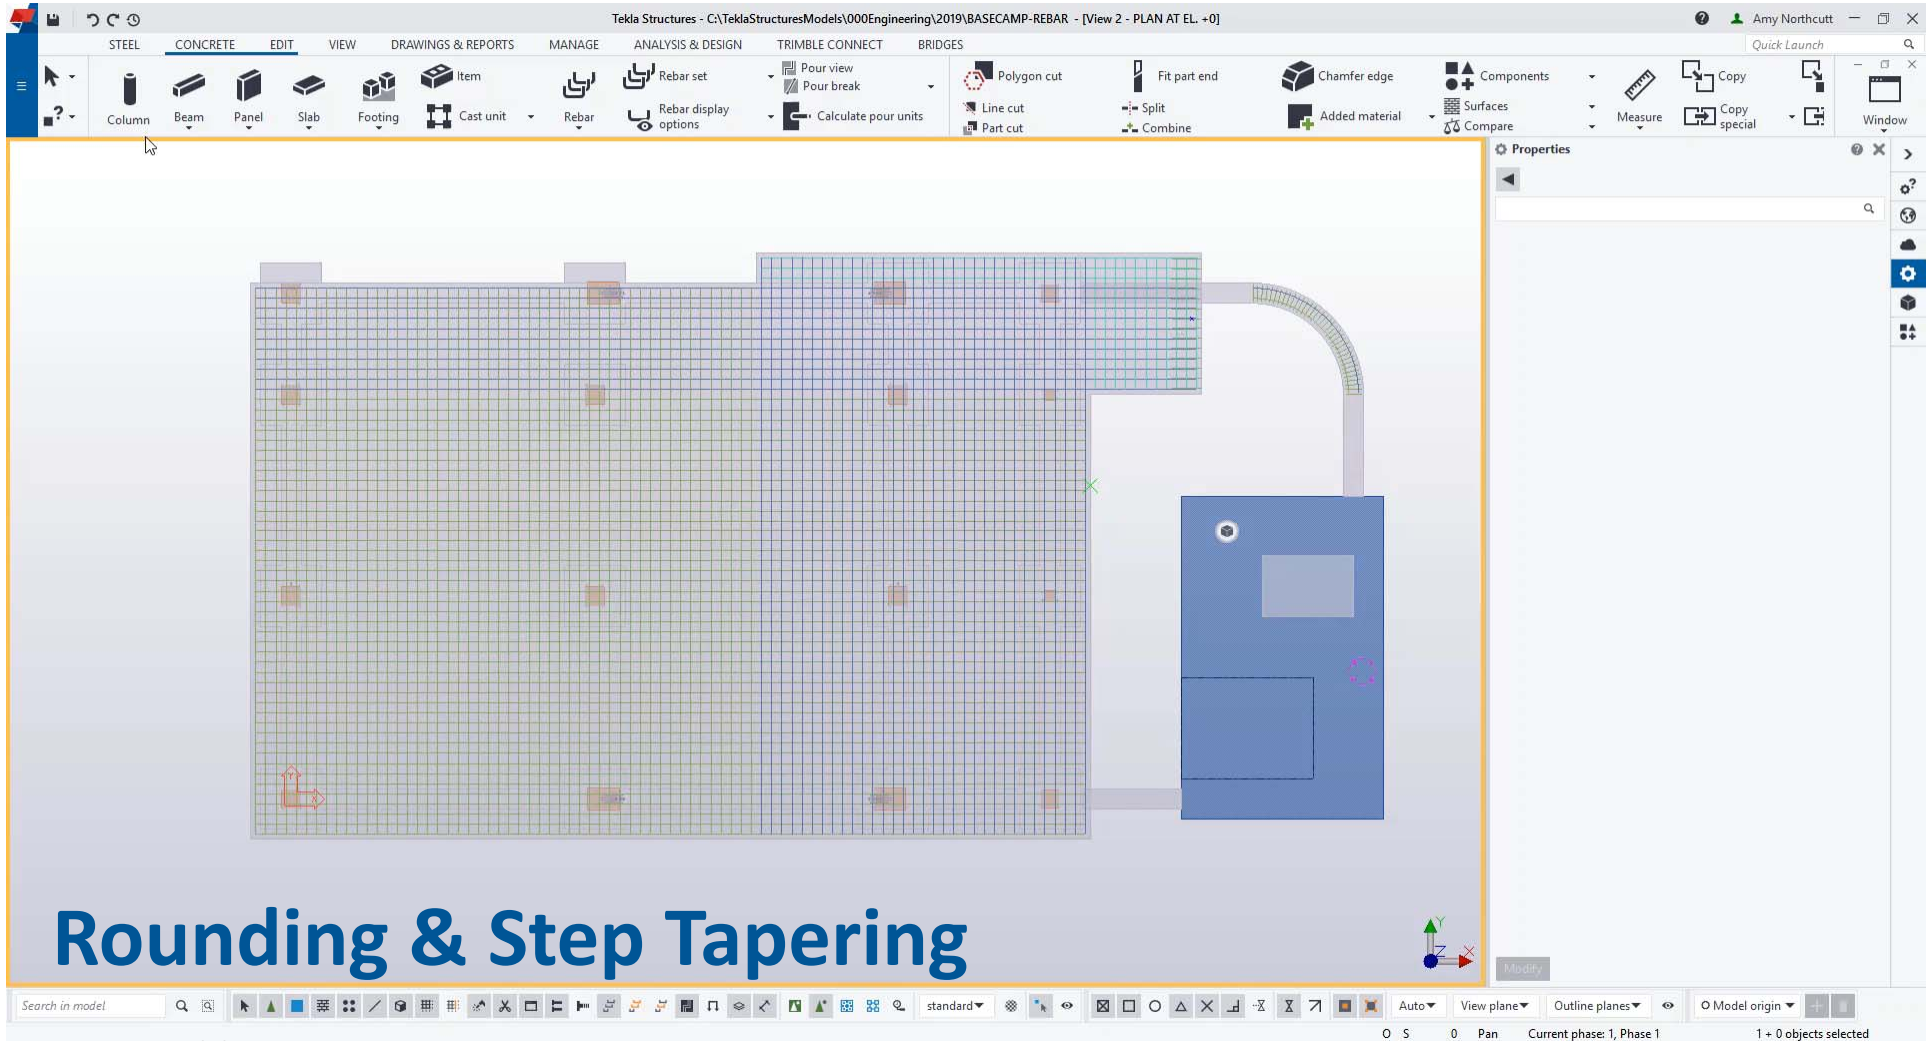 Tekla Structures - C:\TeklaStructuresModels\000Engineering\2019\BASECAMP-REBAR - [View 2 - PLAN AT EL. +0]
Amy Northcutt
STEEL CONCRETE EDIT VIEW DRAWINGS & REPORTS MANAGE ANALYSIS & DESIGN TRIMBLE CONNECT BRIDGES
Quick Launch
Column
Beam
Panel
Slab
Footing
Item
Cast unit
Rebar
Rebar set
Rebar display
options
Pour view
Pour break
Calculate pour units
Polygon cut
Line cut
Part cut
Fit part end
Split
Combine
Chamfer edge
Added material
Components
Surfaces
Compare
Measure
Copy
Copy
special
Window
Properties
Y
X
Rounding & Step Tapering
Y
Z
X
Modify
Search in model
standard
Auto
View plane
Outline planes
Model origin
O S 0 Pan Current phase: 1, Phase 1 1 + 0 objects selected